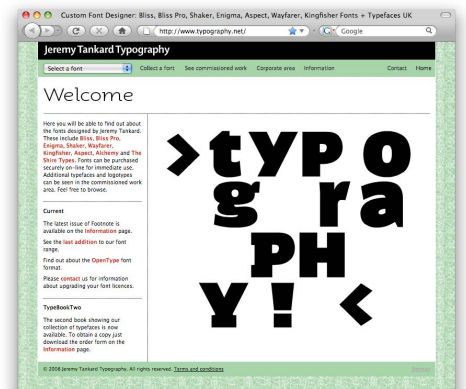 Custom Font Designer: Bliss, Bliss Pro, Shaker, Enigma, Aspect, Wayfarer, Kingfisher Fonts + Typefaces UK
http://www.typography.net/
Google
Jeremy Tankard Typography
Select a font
Collect a font
See commissioned work
Corporate area
Information
Contact
Home
Welcome
Here you will be able to find out about
the fonts designed by Jeremy Tankard.
These include Bliss, Bliss Pro,
Enigma, Shaker, Wayfarer,
Kingfisher, Aspect, Alchemy and The
Shire Types. Fonts can be purchased
securely on-line for immediate use.
Additional typefaces and logotypes
can be seen in the commissioned work
area. Feel free to browse.
Current
The latest issue of Footnote is
available on the Information page.
See the last addition to our font
range.
Find out about the OpenType font
format.
Please contact us for information
about upgrading your font licences.
TypeBookTwo
The second book showing our
collection of typefaces is now
available. To obtain a copy just
download the order form on the
Information page.
>tYPO
g ra
PH
Y! <
© 2008 Jeremy Tankard Typography. All rights reserved. Terms and conditions